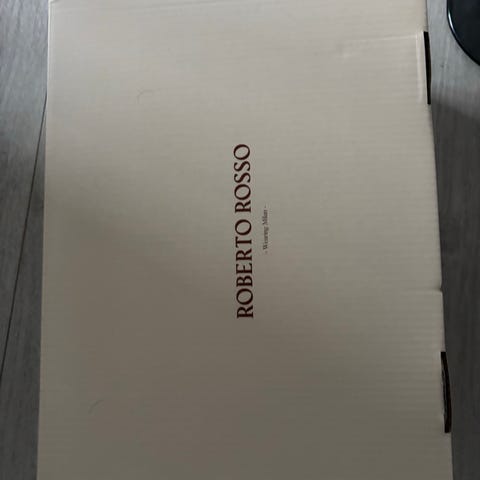 ROBERTO ROSSO
- Wearing Milan -